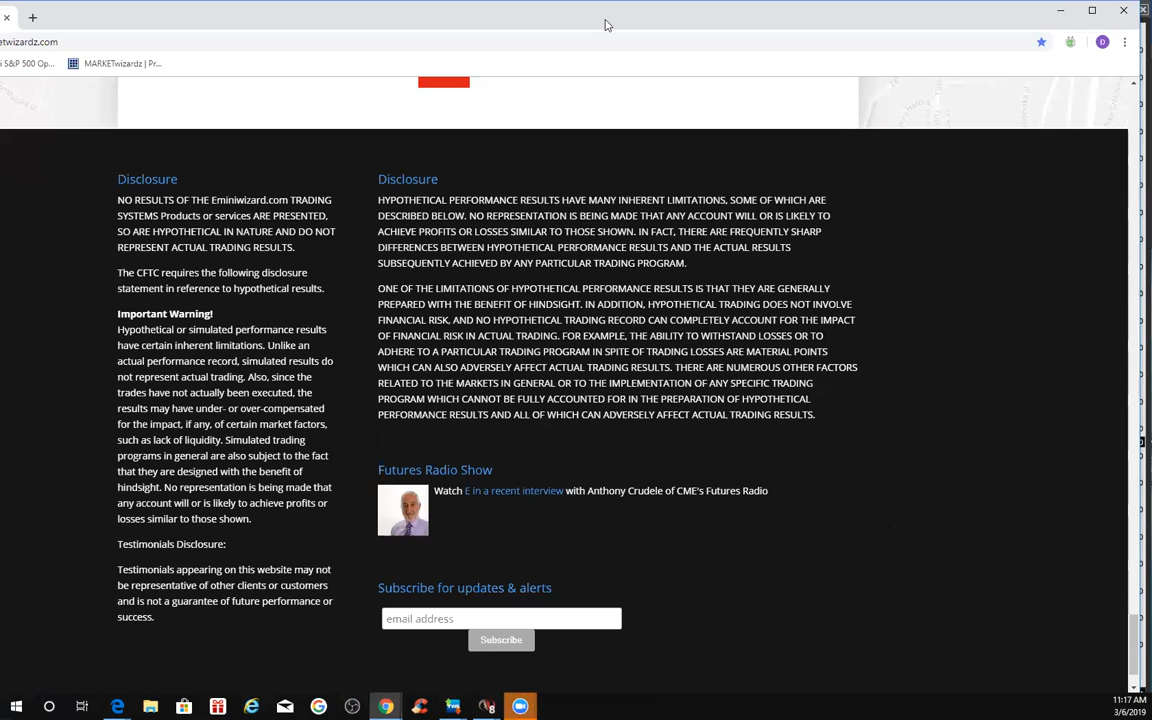 etwizardz.com
i S&P 500 Op...
MARKETwizardz | Pr...
D
Disclosure
NO RESULTS OF THE Eminiwizard.com TRADING
SYSTEMS Products or services ARE PRESENTED,
SO ARE HYPOTHETICAL IN NATURE AND DO NOT
REPRESENT ACTUAL TRADING RESULTS.
The CFTC requires the following disclosure
statement in reference to hypothetical results.
Important Warning!
Hypothetical or simulated performance results
have certain inherent limitations. Unlike an
actual performance record, simulated results do
not represent actual trading. Also, since the
trades have not actually been executed, the
results may have under- or over-compensated
for the impact, if any, of certain market factors,
such as lack of liquidity. Simulated trading
programs in general are also subject to the fact
that they are designed with the benefit of
hindsight. No representation is being made that
any account will or is likely to achieve profits or
losses similar to those shown.
Testimonials Disclosure:
Testimonials appearing on this website may not
be representative of other clients or customers
and is not a guarantee of future performance or
success.
Disclosure
HYPOTHETICAL PERFORMANCE RESULTS HAVE MANY INHERENT LIMITATIONS, SOME OF WHICH ARE
DESCRIBED BELOW. NO REPRESENTATION IS BEING MADE THAT ANY ACCOUNT WILL OR IS LIKELY TO
ACHIEVE PROFITS OR LOSSES SIMILAR TO THOSE SHOWN. IN FACT, THERE ARE FREQUENTLY SHARP
DIFFERENCES BETWEEN HYPOTHETICAL PERFORMANCE RESULTS AND THE ACTUAL RESULTS
SUBSEQUENTLY ACHIEVED BY ANY PARTICULAR TRADING PROGRAM.
ONE OF THE LIMITATIONS OF HYPOTHETICAL PERFORMANCE RESULTS IS THAT THEY ARE GENERALLY
PREPARED WITH THE BENEFIT OF HINDSIGHT. IN ADDITION, HYPOTHETICAL TRADING DOES NOT INVOLVE
FINANCIAL RISK, AND NO HYPOTHETICAL TRADING RECORD CAN COMPLETELY ACCOUNT FOR THE IMPACT
OF FINANCIAL RISK IN ACTUAL TRADING. FOR EXAMPLE, THE ABILITY TO WITHSTAND LOSSES OR TO
ADHERE TO A PARTICULAR TRADING PROGRAM IN SPITE OF TRADING LOSSES ARE MATERIAL POINTS
WHICH CAN ALSO ADVERSELY AFFECT ACTUAL TRADING RESULTS. THERE ARE NUMEROUS OTHER FACTORS
RELATED TO THE MARKETS IN GENERAL OR TO THE IMPLEMENTATION OF ANY SPECIFIC TRADING
PROGRAM WHICH CANNOT BE FULLY ACCOUNTED FOR IN THE PREPARATION OF HYPOTHETICAL
PERFORMANCE RESULTS AND ALL OF WHICH CAN ADVERSELY AFFECT ACTUAL TRADING RESULTS.
Futures Radio Show
Watch E in a recent interview with Anthony Crudele of CME's Futures Radio
Subscribe for updates & alerts
email address
Subscribe
11:17 AM
3/6/2019